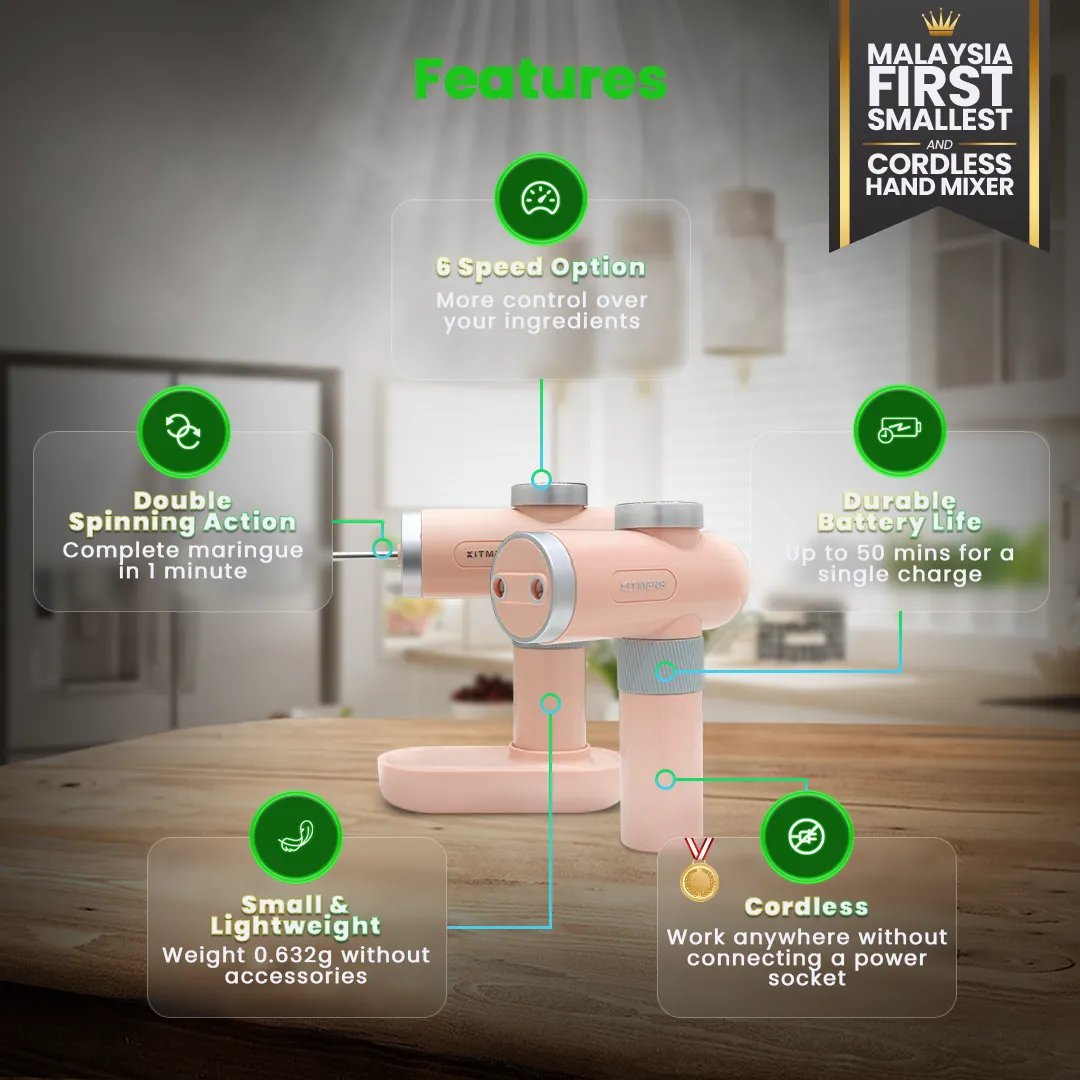 Features
MALAYSIA
FIRST
SMALLEST
AND
CORDLESS
HAND MIXER
6 Speed Option
More control over
your ingredients
Double
Spinning Action
Complete maringue
in 1 minute
Durable
Battery Life
Up to 50 mins for a
single charge
KITM
KITMENS
Small &
Lightweight
Weight 0.632g without
accessories
Cordless
Work anywhere without
connecting a power
socket